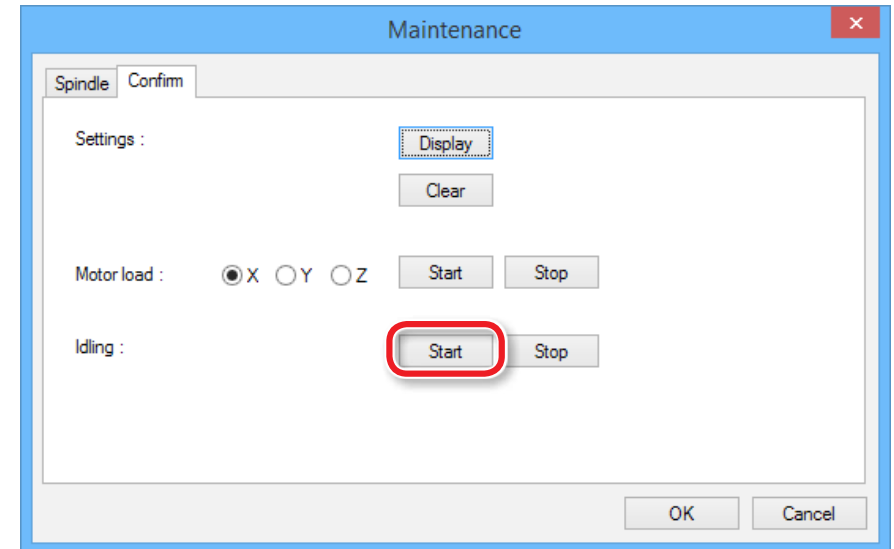 Maintenance
Spindle Confirm
Settings : Display
Clear
Motor load : X Y Z Start Stop
Idling : Start Stop
OK Cancel